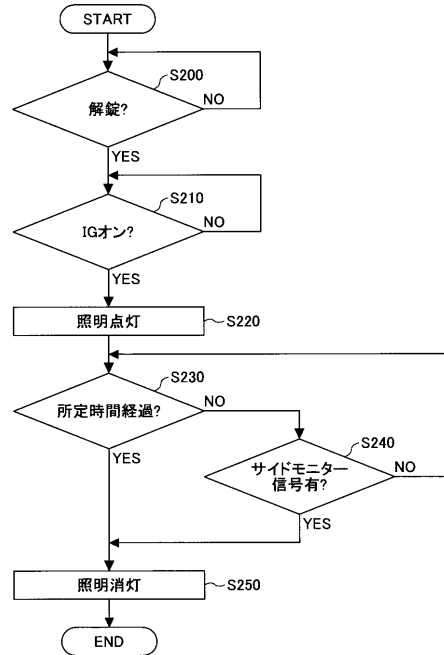 START
S200
解錠?
NO
YES
S210
IGオン?
NO
YES
照明点灯
S220
S230
所定時間経過?
NO
YES
S240
サイドモニター
信号有?
NO
YES
照明消灯
S250
END